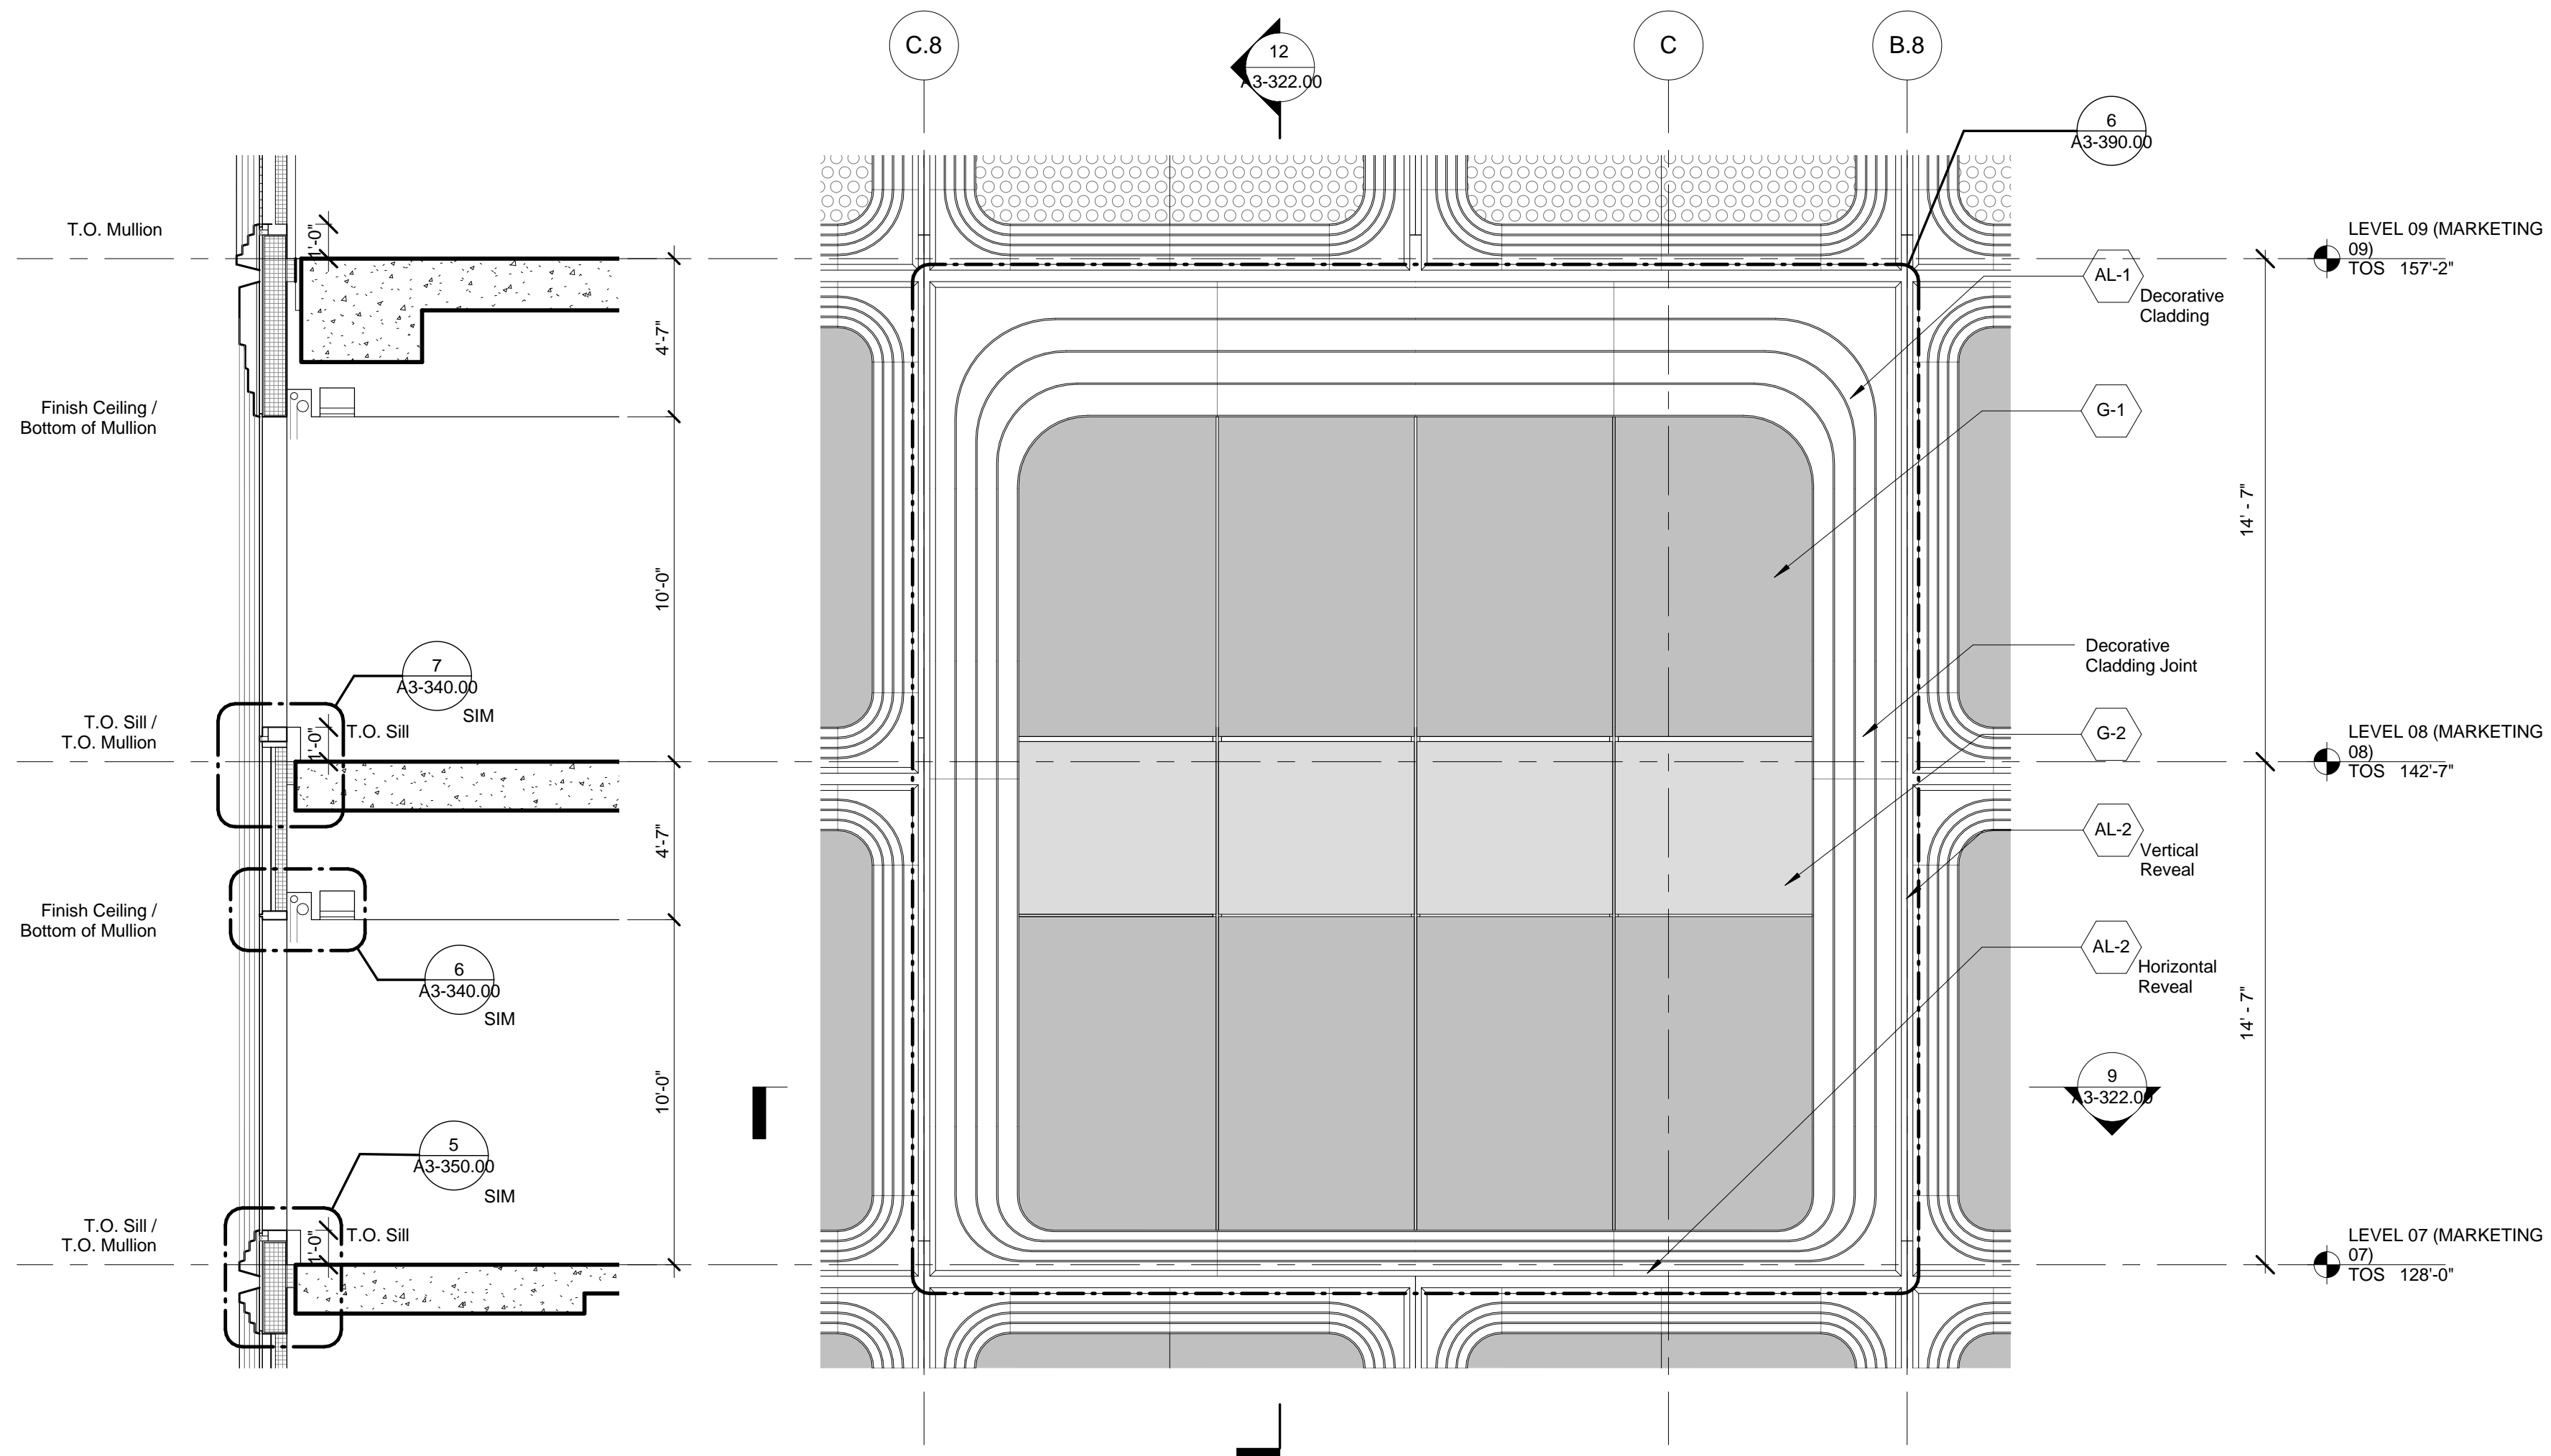 C.8
C
B.8
12
A3-322.00
6
A3-390.00
T.O. Mullion
1'-0"
4'-7"
Finish Ceiling /
Bottom of Mullion
10'-0"
7
A3-340.00
SIM
T.O. Sill /
T.O. Mullion
1'-0"
T.O. Sill
4'-7"
Finish Ceiling /
Bottom of Mullion
6
A3-340.00
SIM
10'-0"
5
A3-350.00
SIM
T.O. Sill /
T.O. Mullion
1'-0"
T.O. Sill
AL-1
Decorative
Cladding
G-1
Decorative
Cladding Joint
G-2
AL-2
Vertical
Reveal
AL-2
Horizontal
Reveal
9
A3-322.00
LEVEL 09 (MARKETING
09)
TOS 157'-2"
14' - 7"
LEVEL 08 (MARKETING
08)
TOS 142'-7"
14' - 7"
LEVEL 07 (MARKETING
07)
TOS 128'-0"